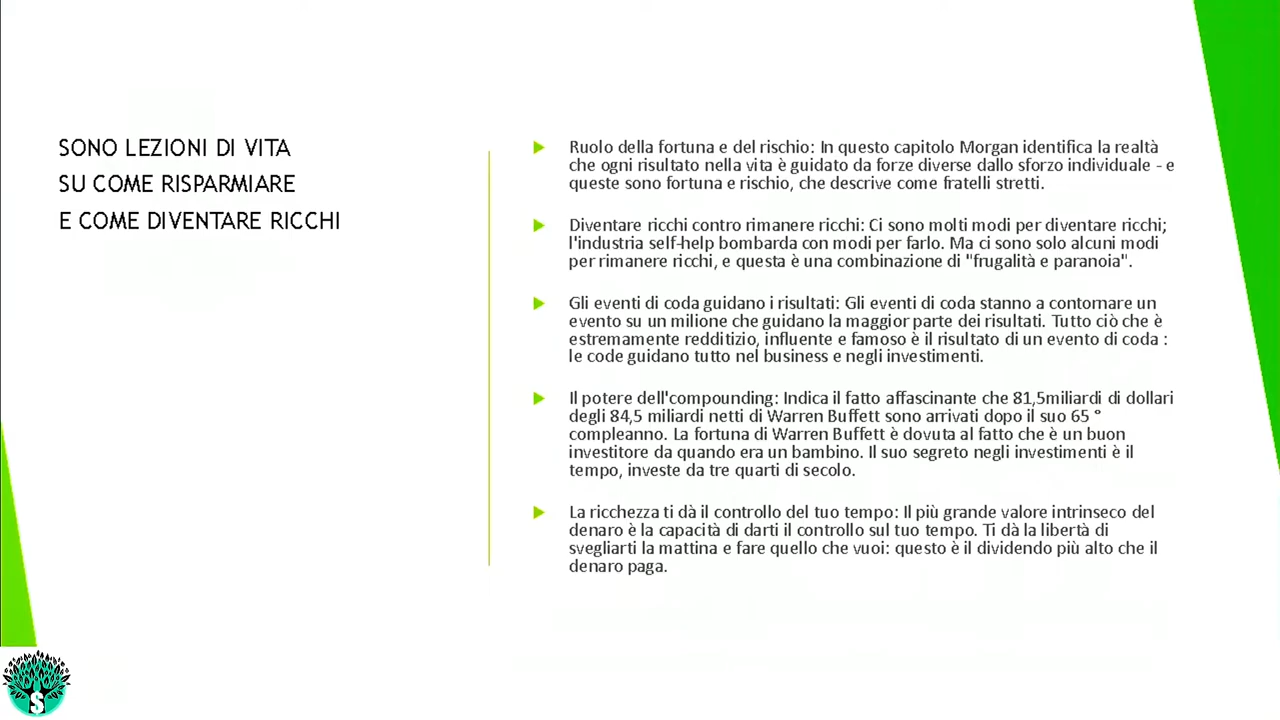 SONO LEZIONI DI VITA
SU COME RISPARMIARE
E COME DIVENTARE RICCHI
Ruolo della fortuna e del rischio: In questo capitolo Morgan identifica la realtà
che ogni risultato nella vita è guidato da forze diverse dallo sforzo individuale - e
queste sono fortuna e rischio, che descrive come fratelli stretti.
Diventare ricchi contro rimanere ricchi: Ci sono molti modi per diventare ricchi;
l'industria self-help bombarda con modi per farlo. Ma ci sono solo alcuni modi
per rimanere ricchi, e questa è una combinazione di "frugalità e paranoia".
Gli eventi di coda guidano i risultati: Gli eventi di coda stanno a contornare un
evento su un milione che guidano la maggior parte dei risultati. Tutto ciò che è
estremamente redditizio, influente e famoso è il risultato di un evento di coda :
le code guidano tutto nel business e negli investimenti.
Il potere dell'compounding: Indica il fatto affascinante che 81,5miliardi di dollari
degli 84,5 miliardi netti di Warren Buffett sono arrivati dopo il suo 65 °
compleanno. La fortuna di Warren Buffett è dovuta al fatto che è un buon
investitore da quando era un bambino. Il suo segreto negli investimenti è il
tempo, investe da tre quarti di secolo.
La ricchezza ti dà il controllo del tuo tempo: Il più grande valore intrinseco del
denaro è la capacità di darti il controllo sul tuo tempo. Ti dà la libertà di
svegliarti la mattina e fare quello che vuoi: questo è il dividendo più alto che il
denaro paga.
S